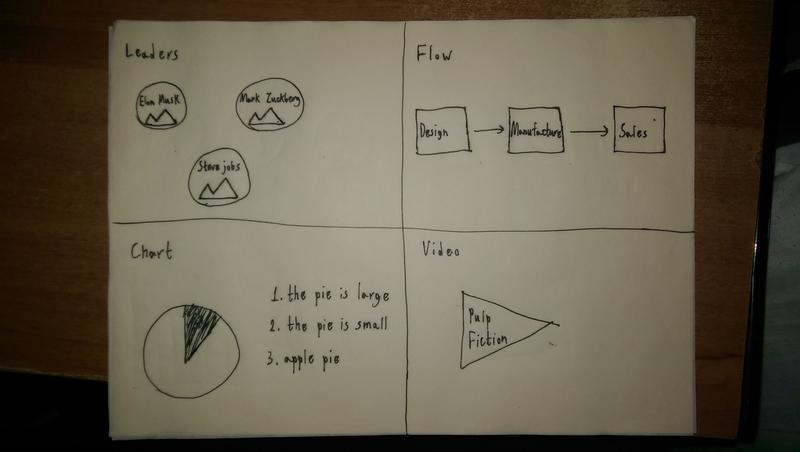 Leaders
Elon Musk
Mark Zuckberg
Steve jobs
Flow
Design
Manufacture
Sales
Chart
1. the pie is large
2. the pie is small
3. apple pie
Video
Pulp
Fiction